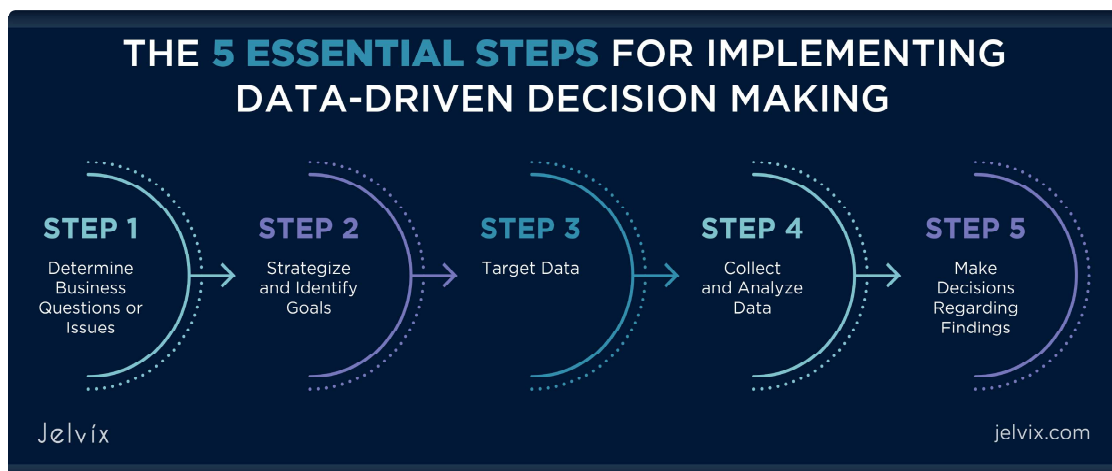 THE 5 ESSENTIAL STEPS FOR IMPLEMENTING
DATA-DRIVEN DECISION MAKING
STEP 1
Determine
Business
Questions or
Issues
STEP 2
Strategize
and Identify
Goals
STEP 3
Target Data
STEP 4
Collect
and Analyze
Data
STEP 5
Make
Decisions
Regarding
Findings
Jelvix
jelvix.com